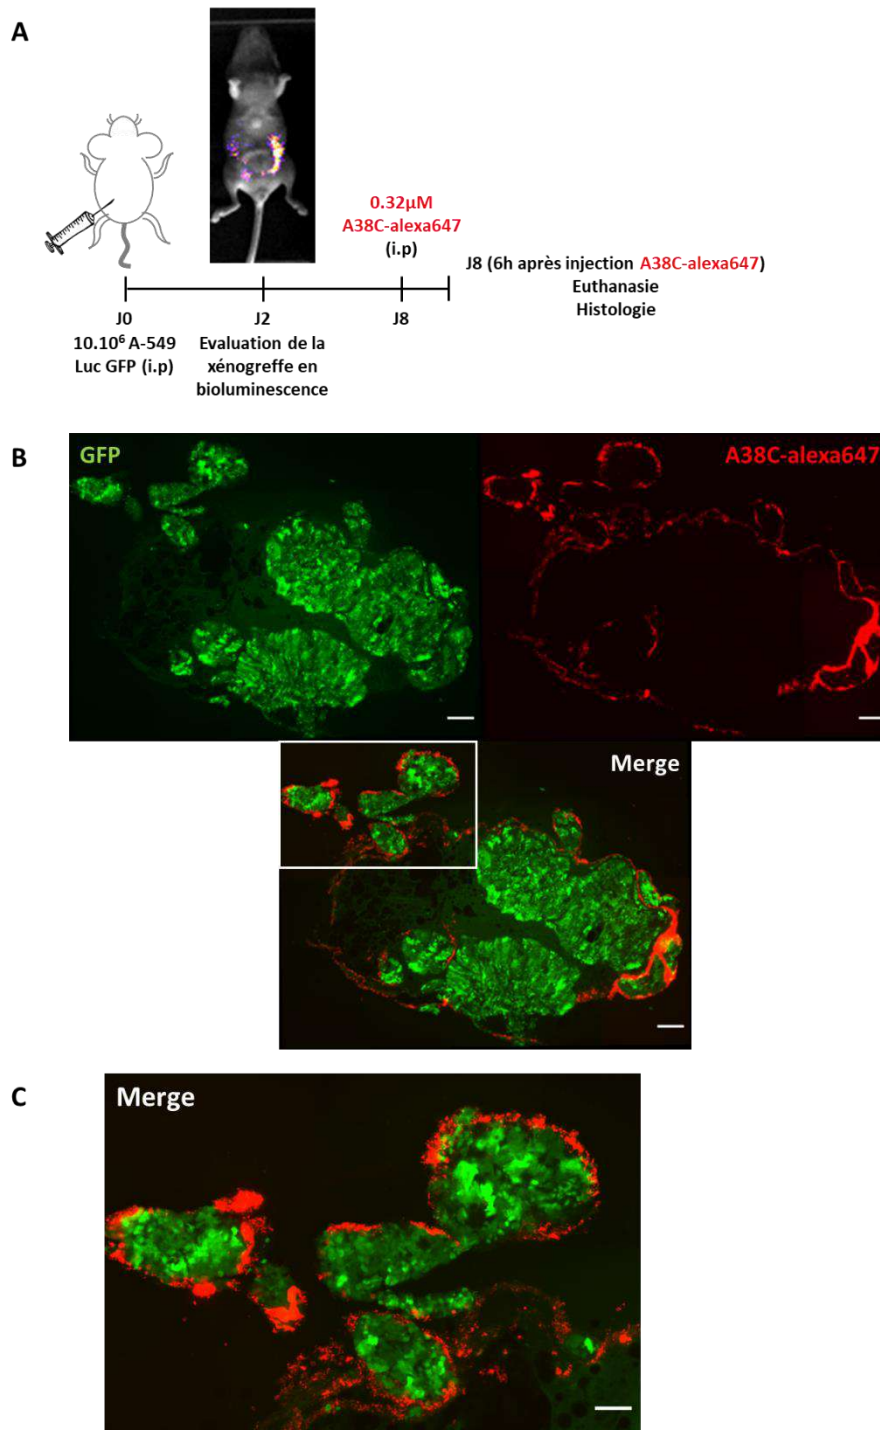 A
0.32µM
A38C-alexa647
(i.p)
J8 (6h après injection A38C-alexa647)
Euthanasie
Histologie
J0
J2
J8
10.10⁶ A-549
Luc GFP (i.p)
Evaluation de la
xénogreffe en
bioluminescence
B
GFP
A38C-alexa647
Merge
C
Merge